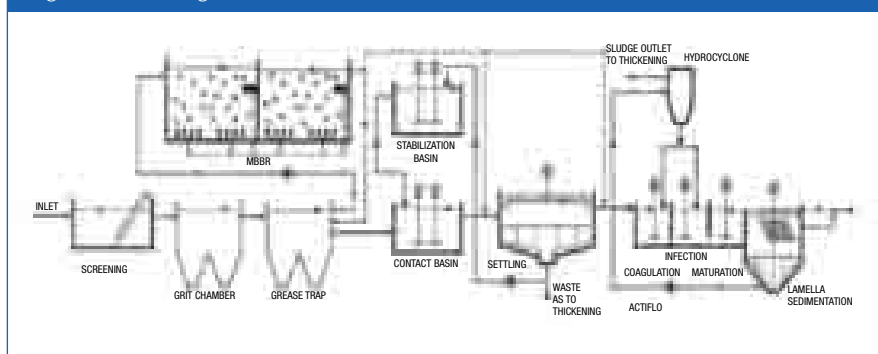 SLUDGE OUTLET
TO THICKENING
HYDROCYCLONE
MBBR
STABILIZATION
BASIN
INLET
SCREENING
GRIT CHAMBER
GREASE TRAP
CONTACT BASIN
SETTLING
WASTE
AS TO
THICKENING
INFECTION
COAGULATION
MATURATION
ACTIFLO
LAMELLA
SEDIMENTATION